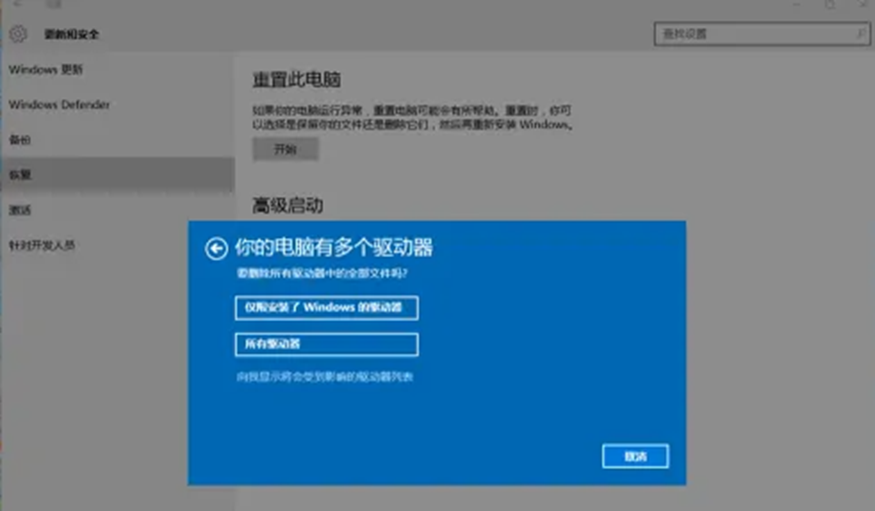 更新和安全
查找设置
Windows 更新
Windows Defender
备份
恢复
激活
针对开发人员
重置此电脑
如果你的电脑运行异常，重置电脑可能会有所帮助。重置时，你可
以选择是保留你的文件还是删除它们，然后再重新安装 Windows。
开始
高级启动
你的电脑有多个驱动器
要删除所有驱动器中的全部文件吗?
仅限安装了 Windows 的驱动器
所有驱动器
向我显示将会受到影响的驱动器列表
取消